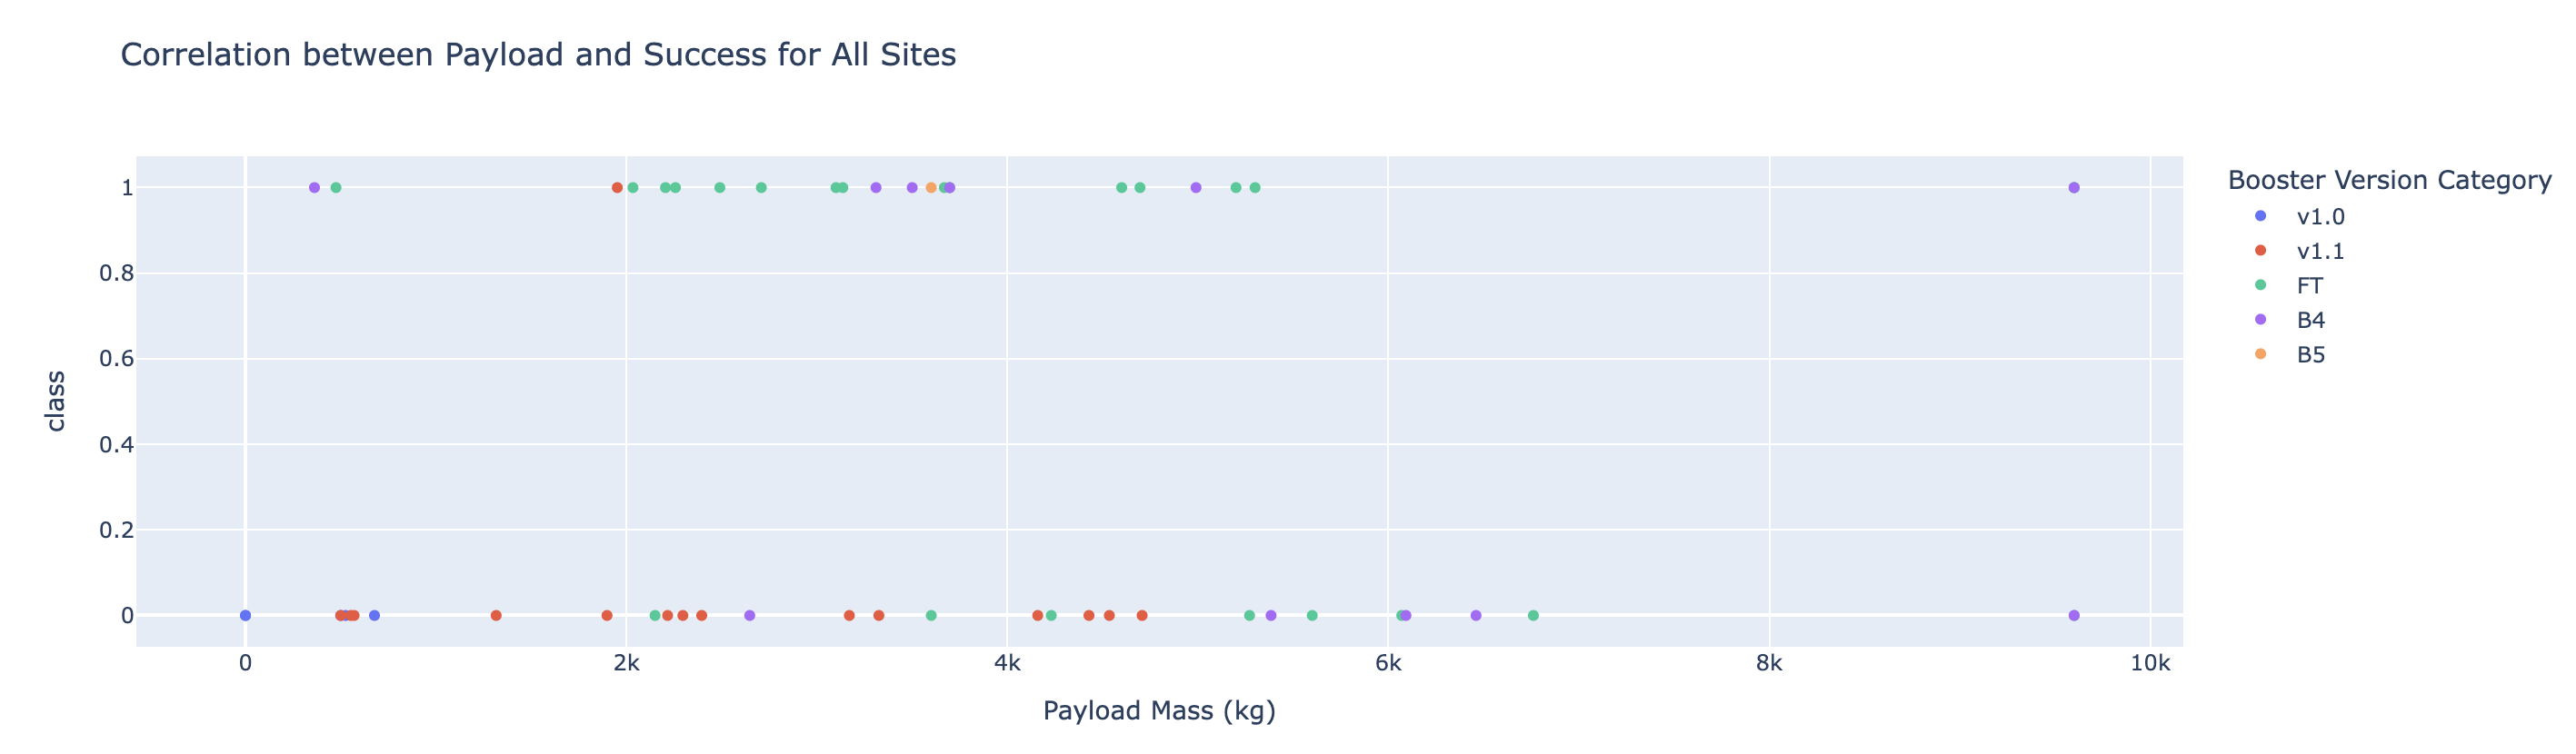 Correlation between Payload and Success for All Sites
Booster Version Category
v1.0
v1.1
FT
B4
B5
class
1
0.8
0.6
0.4
0.2
0
0 2k 4k 6k 8k 10k
Payload Mass (kg)